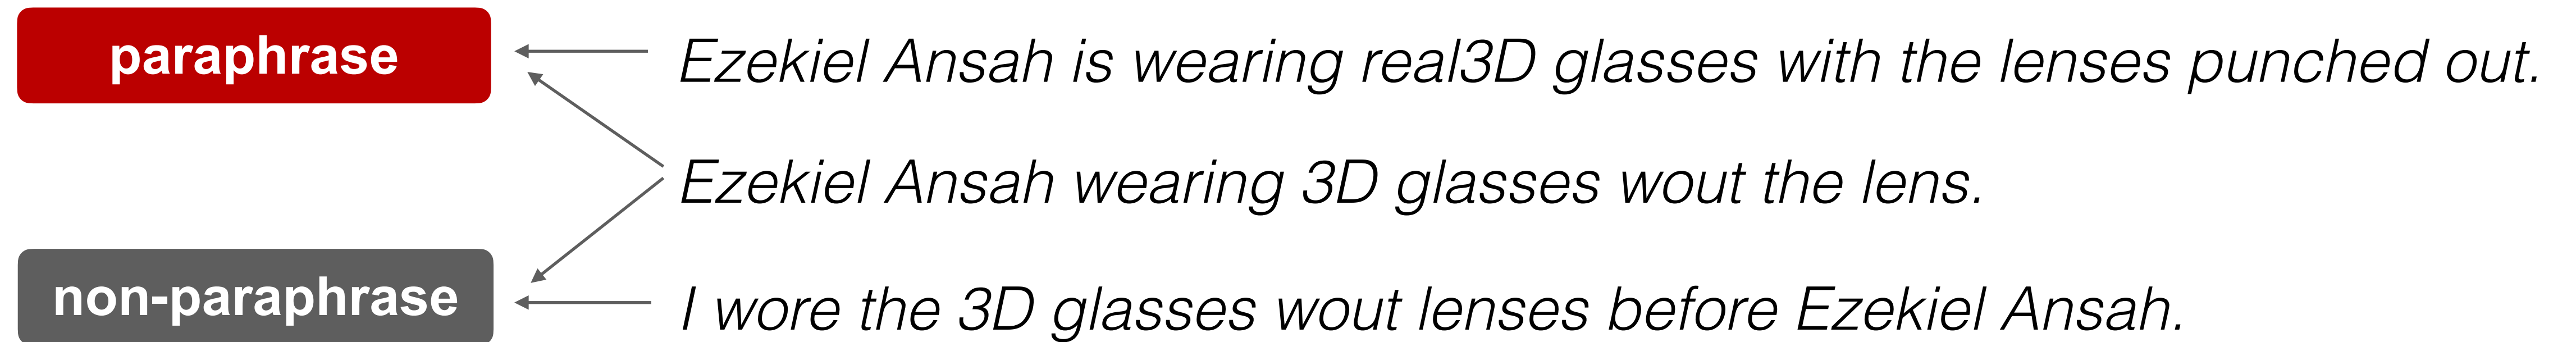 paraphrase
Ezekiel Ansah is wearing real3D glasses with the lenses punched out.
Ezekiel Ansah wearing 3D glasses wout the lens.
non-paraphrase
I wore the 3D glasses wout lenses before Ezekiel Ansah.